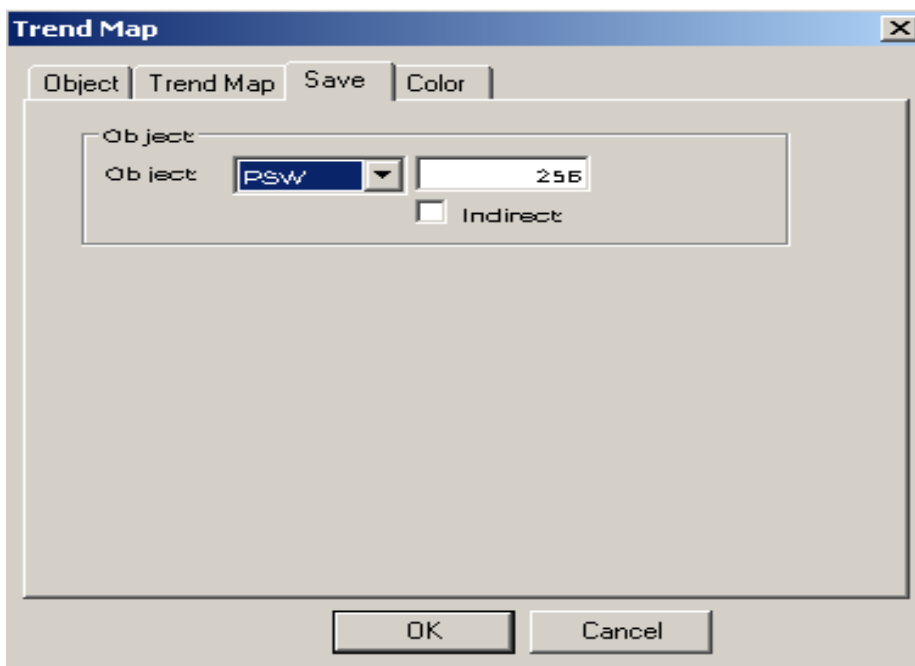 Trend Map
Object Trend Map Save Color
Object
Object PSW 256
Indirect
OK Cancel